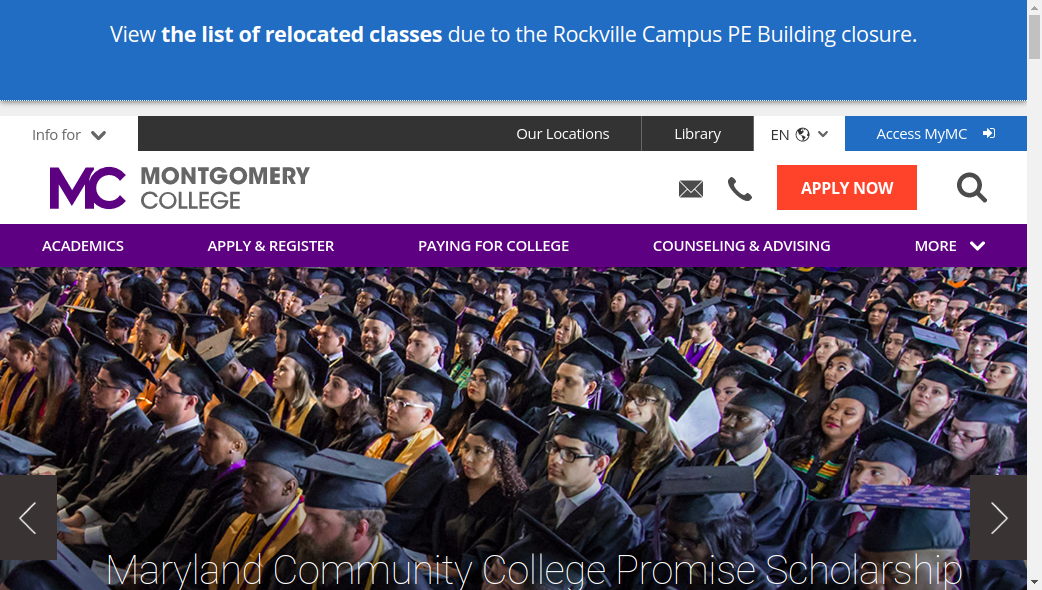 View the list of relocated classes due to the Rockville Campus PE Building closure.
Info for
Our Locations
Library
EN
Access MyMC
MC MONTGOMERY
COLLEGE
APPLY NOW
ACADEMICS
APPLY & REGISTER
PAYING FOR COLLEGE
COUNSELING & ADVISING
MORE
Maryland Community College Promise Scholarship